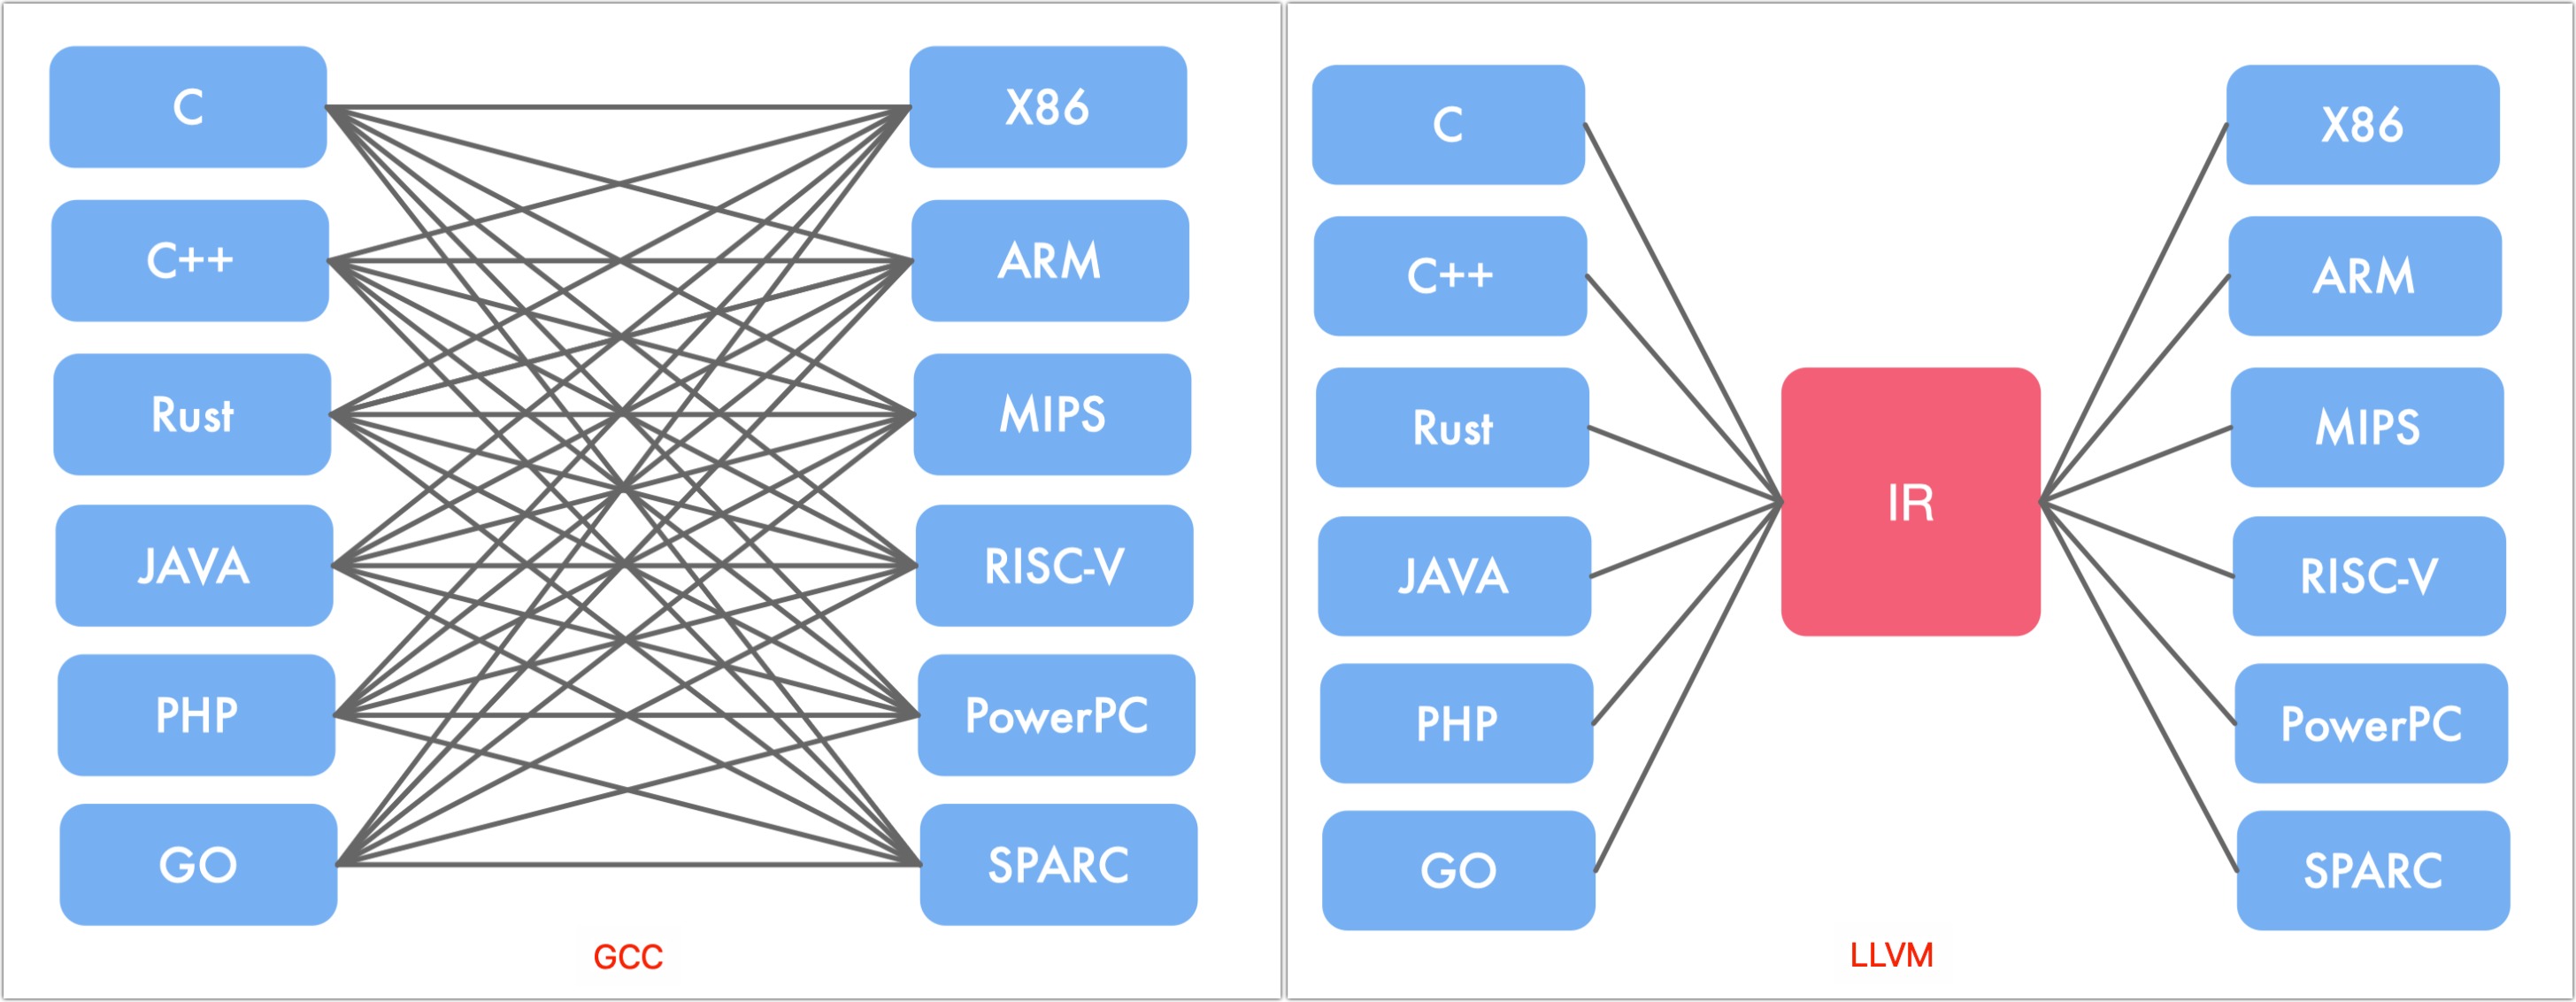 C
X86
C++
ARM
Rust
MIPS
JAVA
RISC-V
PHP
PowerPC
GO
SPARC
GCC
C
X86
C++
ARM
Rust
MIPS
IR
JAVA
RISC-V
PHP
PowerPC
GO
SPARC
LLVM